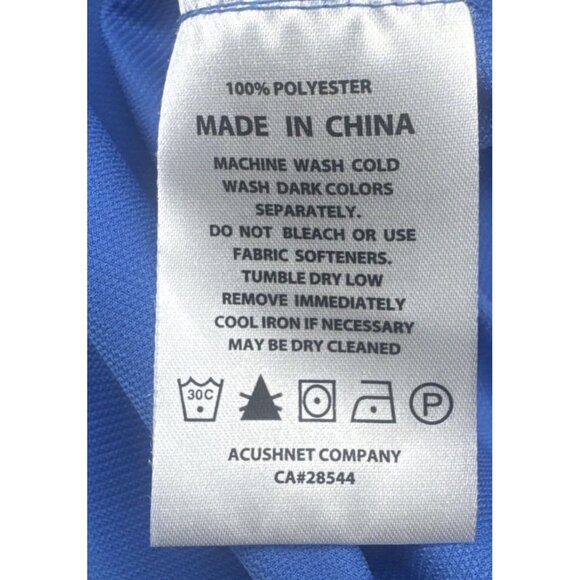 100% POLYESTER
MADE IN CHINA
MACHINE WASH COLD
WASH DARK COLORS
SEPARATELY.
DO NOT BLEACH OR USE
FABRIC SOFTENERS.
TUMBLE DRY LOW
REMOVE IMMEDIATELY
COOL IRON IF NECESSARY
MAY BE DRY CLEANED
30C P
ACUSHNET COMPANY
CA#28544